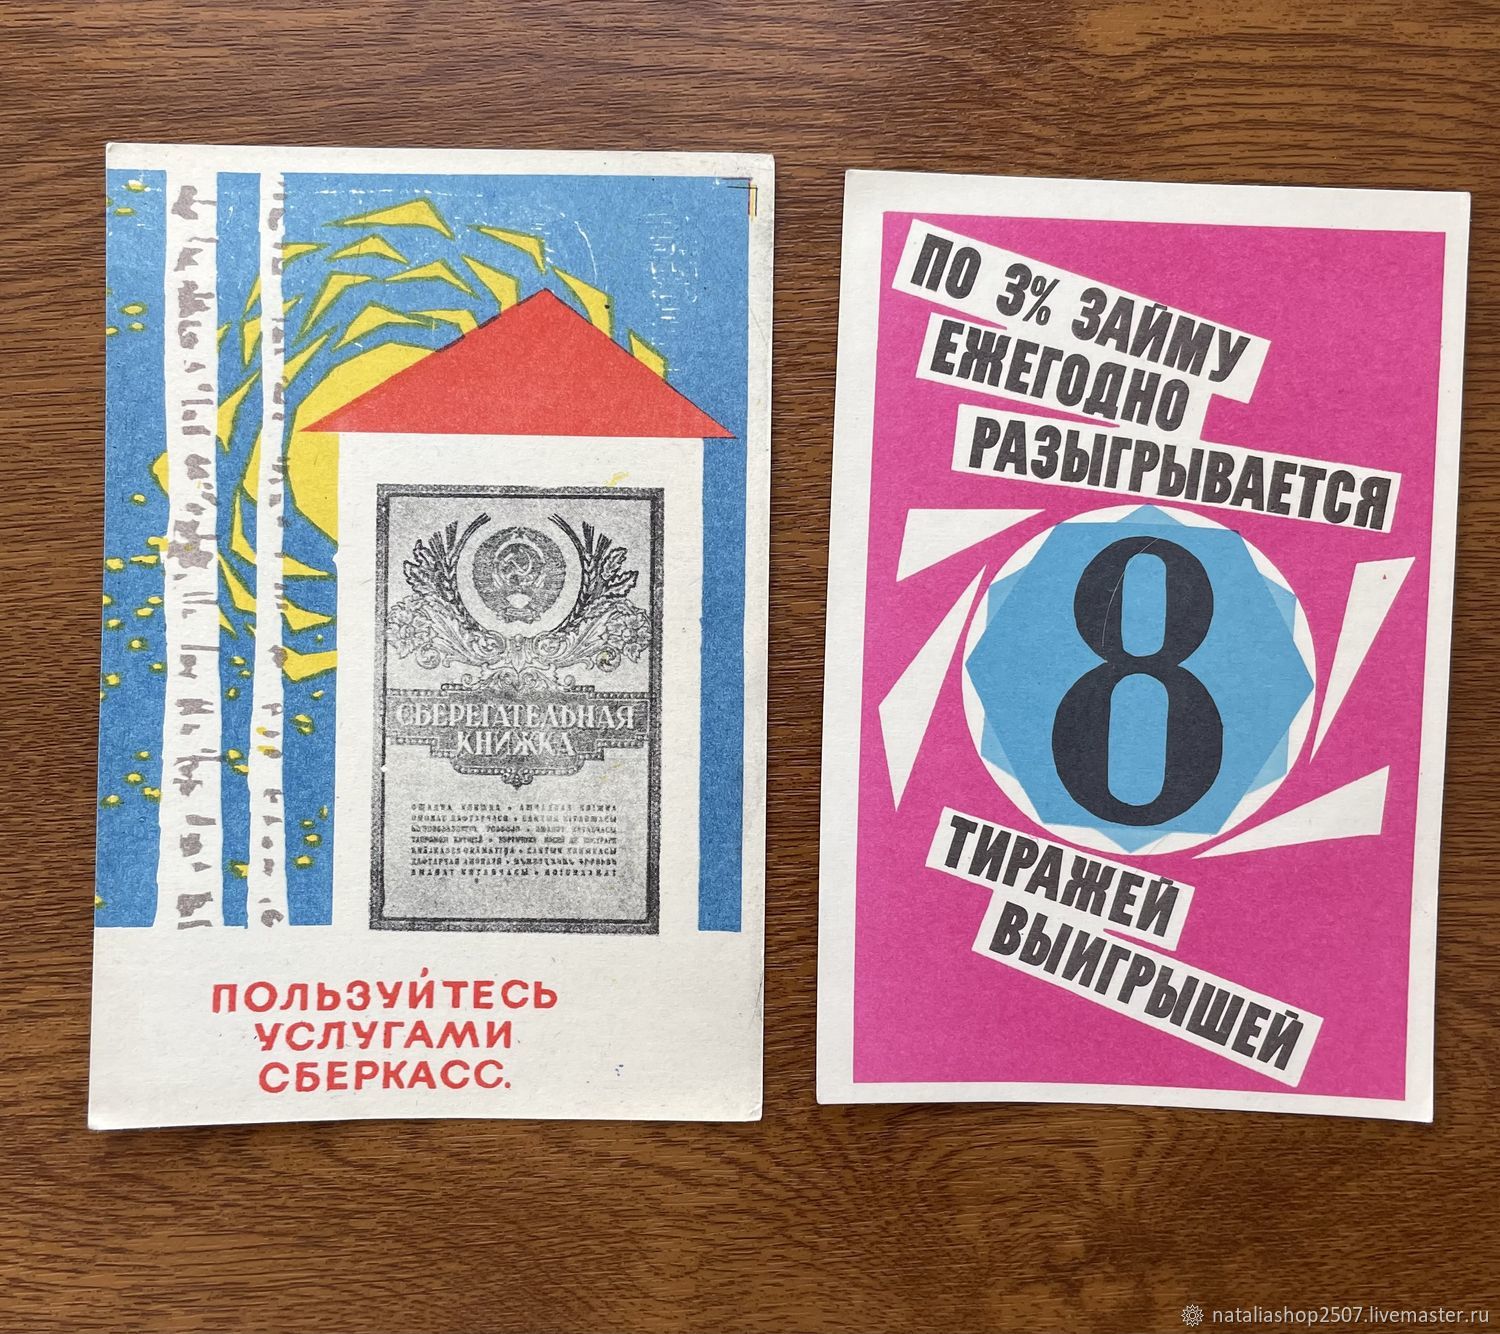 СБЕРЕГАТЕЛЬНАЯ
КНИЖКА
ПОЛЬЗУЙТЕСЬ
УСЛУГАМИ
СБЕРКАСС.
ПО 3% ЗАЙМУ
ЕЖЕГОДНО
РАЗЫГРЫВАЕТСЯ
8
ТИРАЖЕЙ
ВЫИГРЫШЕЙ
nataliashop2507.livemaster.ru